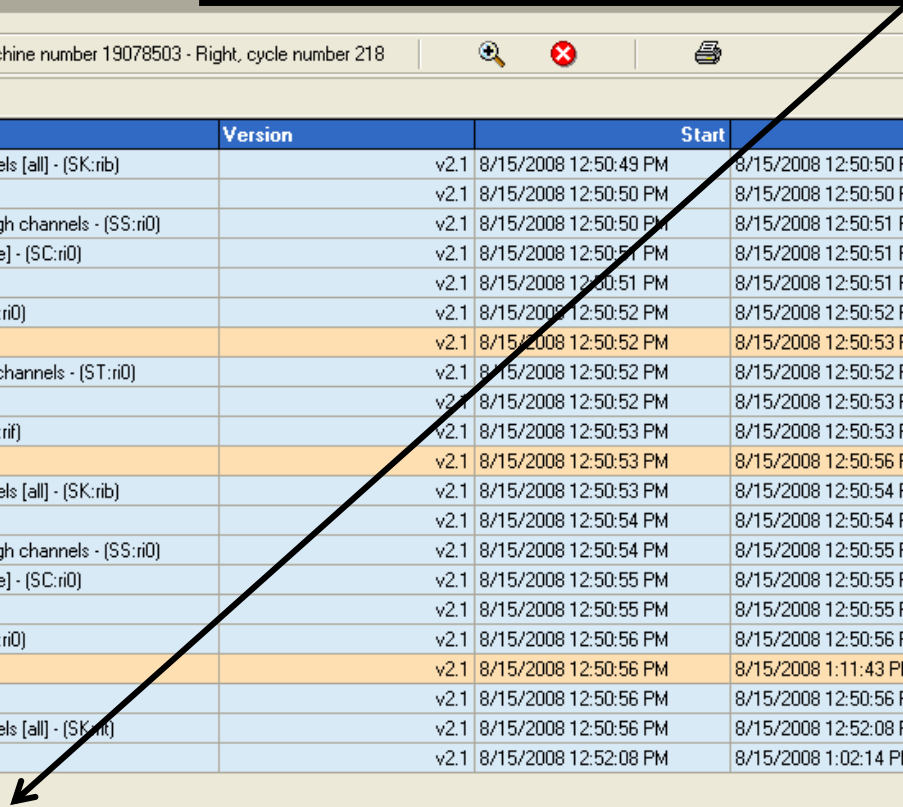 chine number 19078503 - Right, cycle number 218
Version Start
els [all] - (SK:rib) v2.1 8/15/2008 12:50:49 PM 8/15/2008 12:50:50 P
v2.1 8/15/2008 12:50:50 PM 8/15/2008 12:50:50 P
gh channels - (SS:ri0) v2.1 8/15/2008 12:50:50 PM 8/15/2008 12:50:51 P
e] - (SC:ri0) v2.1 8/15/2008 12:50:51 PM 8/15/2008 12:50:51 P
v2.1 8/15/2008 12:50:51 PM 8/15/2008 12:50:51 P
:ri0) v2.1 8/15/2008 12:50:52 PM 8/15/2008 12:50:52 P
v2.1 8/15/2008 12:50:52 PM 8/15/2008 12:50:53 P
channels - (ST:ri0) v2.1 8/15/2008 12:50:52 PM 8/15/2008 12:50:52 P
v2.1 8/15/2008 12:50:52 PM 8/15/2008 12:50:53 P
:rif) v2.1 8/15/2008 12:50:53 PM 8/15/2008 12:50:53 P
v2.1 8/15/2008 12:50:53 PM 8/15/2008 12:50:56 P
els [all] - (SK:rib) v2.1 8/15/2008 12:50:53 PM 8/15/2008 12:50:54 P
v2.1 8/15/2008 12:50:54 PM 8/15/2008 12:50:54 P
gh channels - (SS:ri0) v2.1 8/15/2008 12:50:54 PM 8/15/2008 12:50:55 P
e] - (SC:ri0) v2.1 8/15/2008 12:50:55 PM 8/15/2008 12:50:55 P
v2.1 8/15/2008 12:50:55 PM 8/15/2008 12:50:55 P
:ri0) v2.1 8/15/2008 12:50:56 PM 8/15/2008 12:50:56 P
v2.1 8/15/2008 12:50:56 PM 8/15/2008 1:11:43 PM
v2.1 8/15/2008 12:50:56 PM 8/15/2008 12:50:56 P
els [all] - v2.1 8/15/2008 12:50:56 PM 8/15/2008 12:52:08 P
v2.1 8/15/2008 12:52:08 PM 8/15/2008 1:02:14 PM